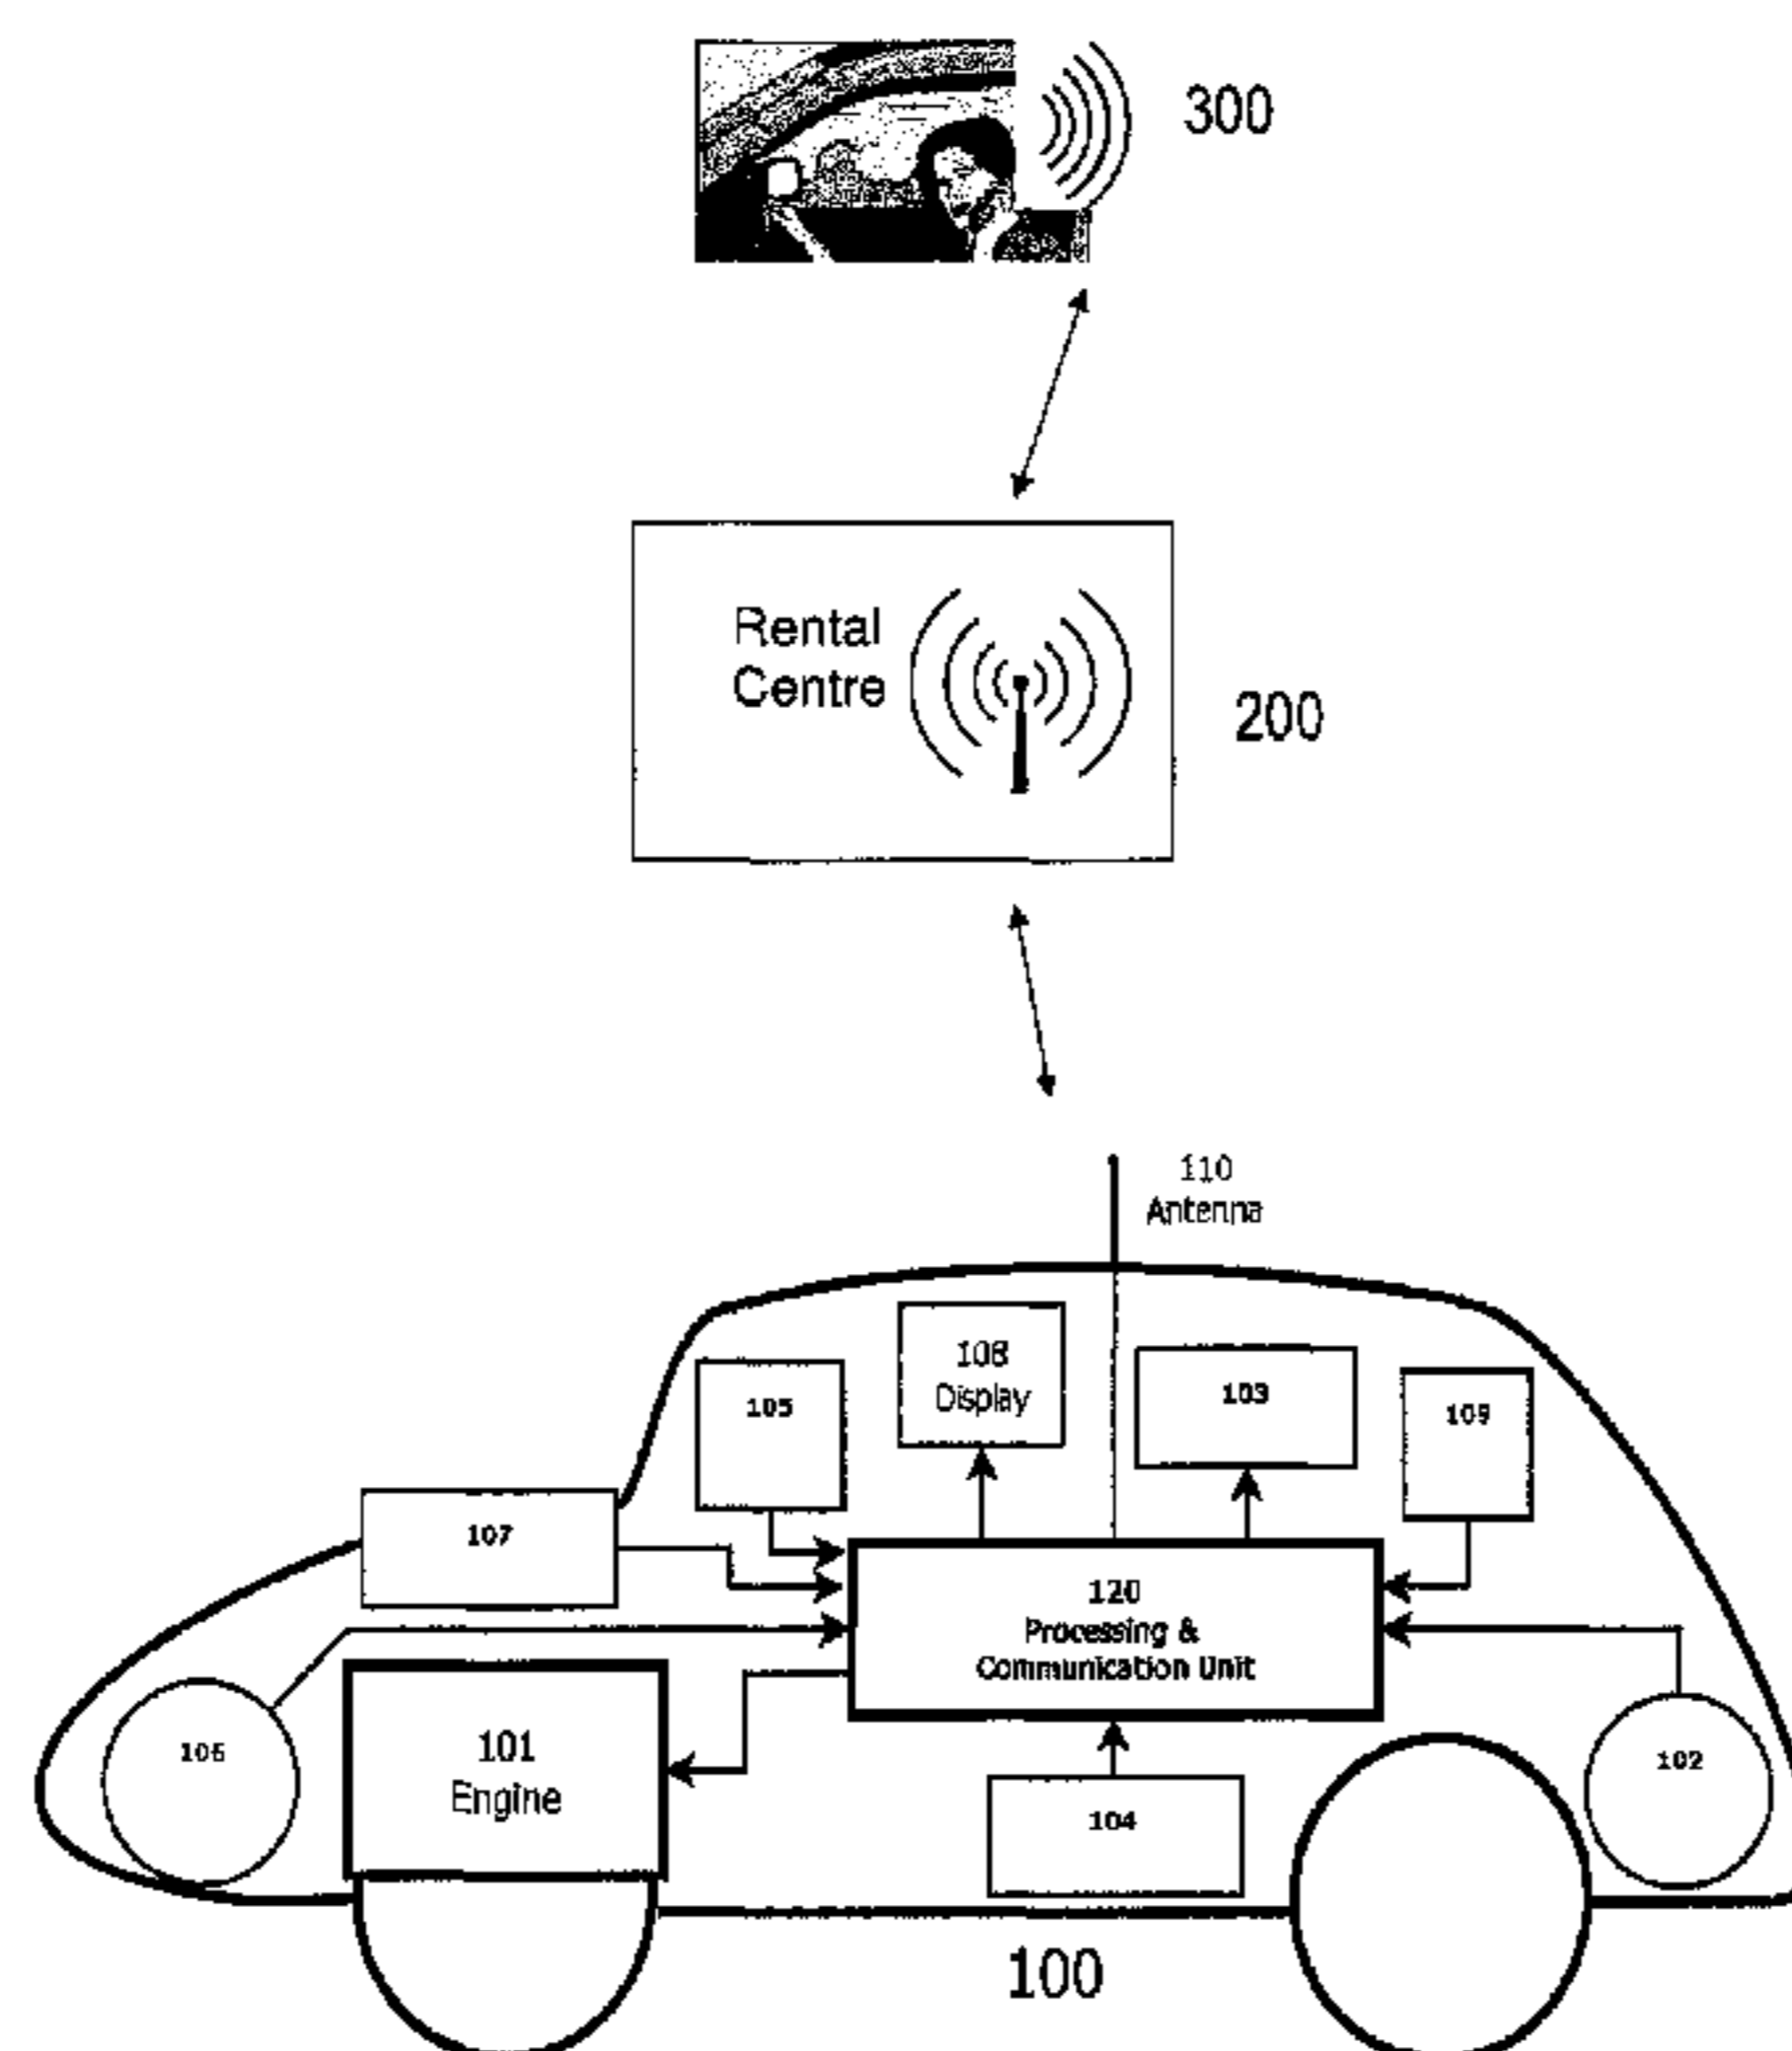 300
Rental
Centre
200
110
Antenna
108
Display
105
103
109
107
120
Processing &
Communication Unit
106
101
Engine
102
104
100